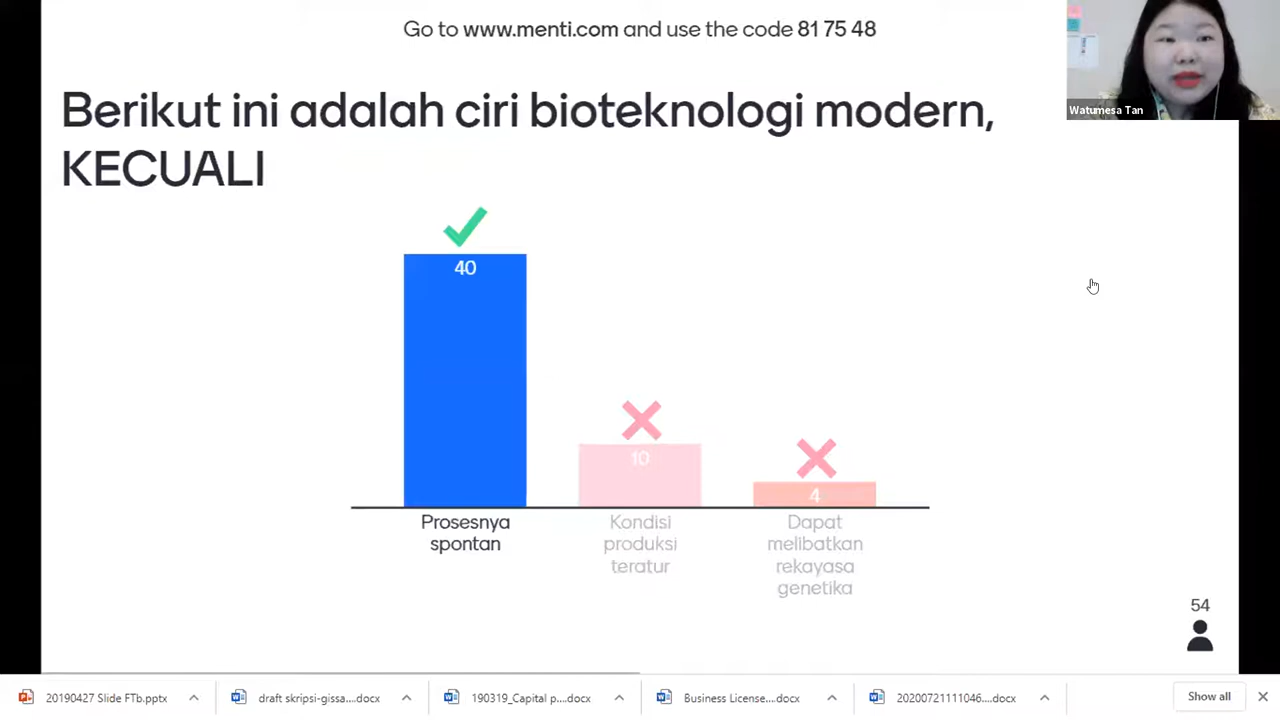 Go to www.menti.com and use the code 81 75 48
Watumesa Tan
Berikut ini adalah ciri bioteknologi modern,
KECUALI
40
10
4
Prosesnya
spontan
Kondisi
produksi
teratur
Dapat
melibatkan
rekayasa
genetika
54
20190427 Slide FTb.pptx
draft skripsi-gissa....docx
190319_Capital p....docx
Business License....docx
20200721111046....docx
Show all